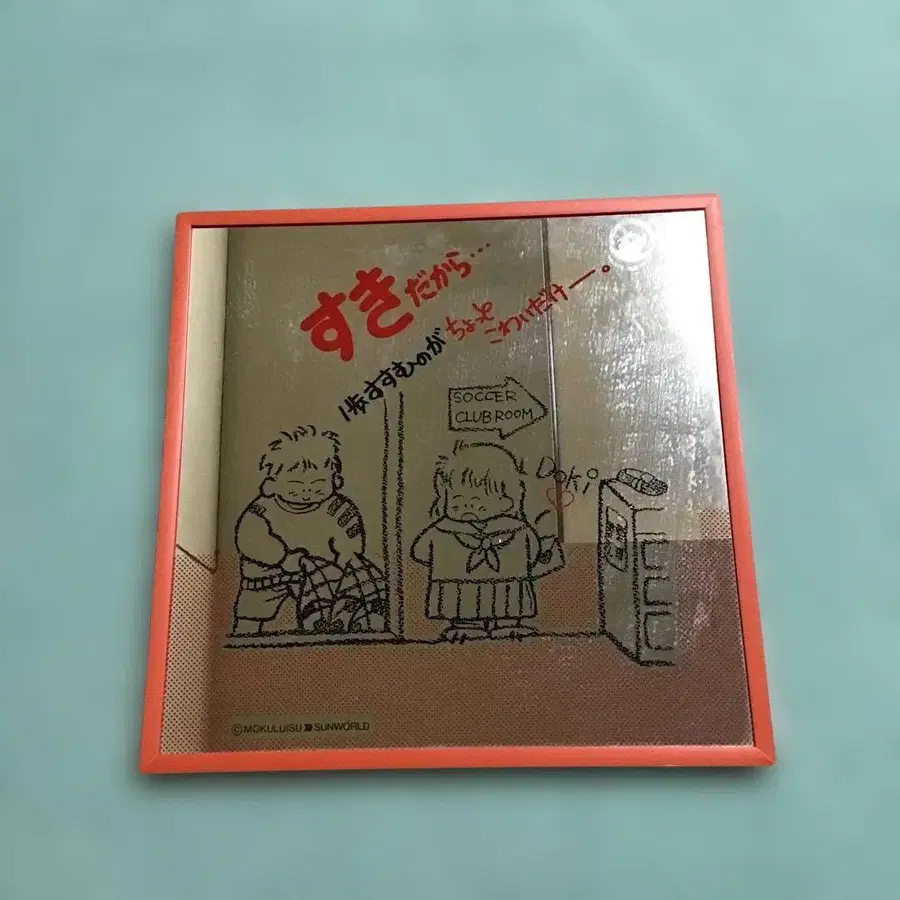 すきだから…
1歩すすむのがちょっとこわいだけー。
SOCCER
CLUB ROOM
Doki
©MOKULUISU SUNWORLD